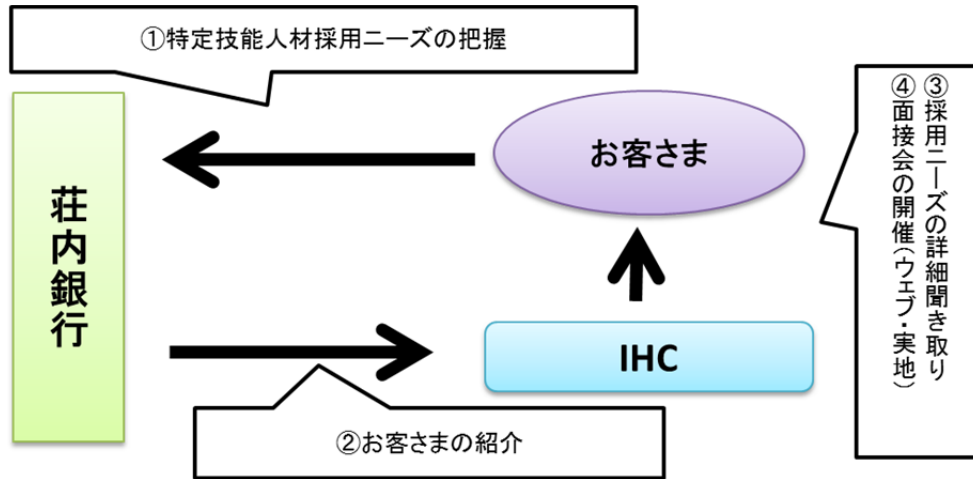 ①特定技能人材採用ニーズの把握
お客さま
荘内銀行
③採用ニーズの詳細聞き取り
④面接会の開催(ウェブ・実地)
IHC
②お客さまの紹介